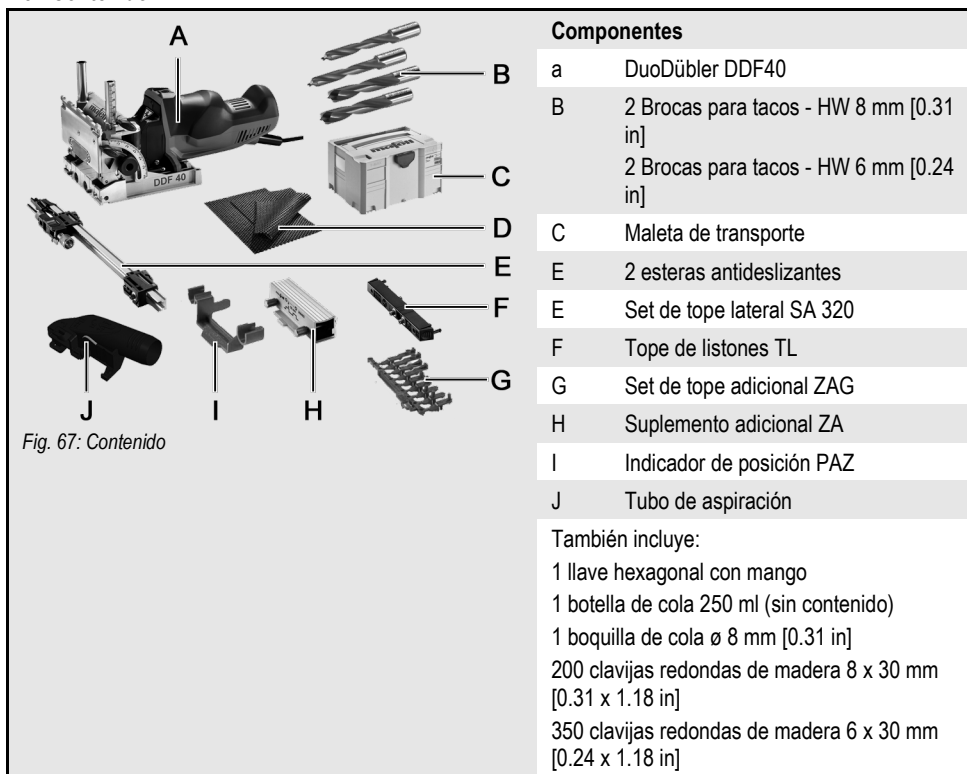 A
B
C
D
E
F
G
H
I
J
DDF 40
mafell
Fig. 67: Contenido
Componentes
a DuoDübler DDF40
B 2 Brocas para tacos - HW 8 mm [0.31
in]
2 Brocas para tacos - HW 6 mm [0.24
in]
C Maleta de transporte
E 2 esteras antideslizantes
E Set de tope lateral SA 320
F Tope de listones TL
G Set de tope adicional ZAG
H Suplemento adicional ZA
I Indicador de posición PAZ
J Tubo de aspiración
También incluye:
1 llave hexagonal con mango
1 botella de cola 250 ml (sin contenido)
1 boquilla de cola ø 8 mm [0.31 in]
200 clavijas redondas de madera 8 x 30 mm
[0.31 x 1.18 in]
350 clavijas redondas de madera 6 x 30 mm
[0.24 x 1.18 in]